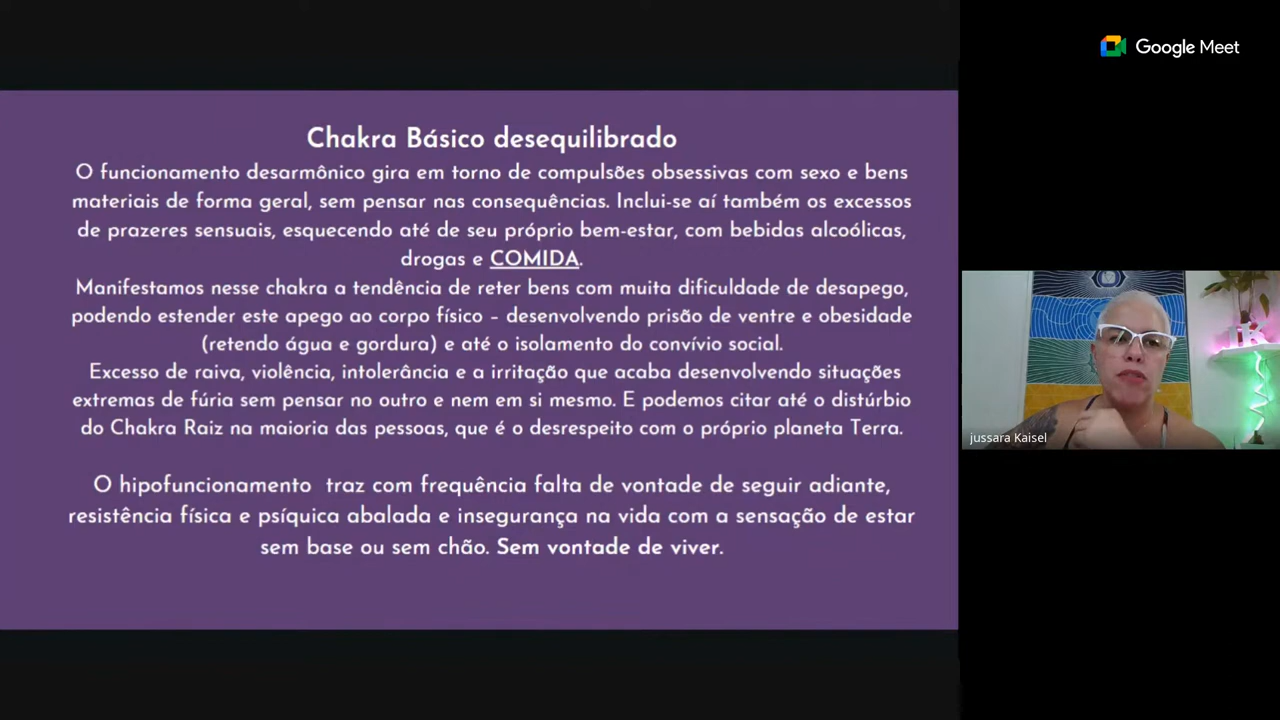 Google Meet
Chakra Básico desequilibrado
O funcionamento desarmônico gira em torno de compulsões obsessivas com sexo e bens
materiais de forma geral, sem pensar nas consequências. Inclui-se aí também os excessos
de prazeres sensuais, esquecendo até de seu próprio bem-estar, com bebidas alcoólicas,
drogas e COMIDA.
Manifestamos nesse chakra a tendência de reter bens com muita dificuldade de desapego,
podendo estender este apego ao corpo físico – desenvolvendo prisão de ventre e obesidade
(retendo água e gordura) e até o isolamento do convívio social.
Excesso de raiva, violência, intolerância e a irritação que acaba desenvolvendo situações
extremas de fúria sem pensar no outro e nem em si mesmo. E podemos citar até o distúrbio
do Chakra Raiz na maioria das pessoas, que é o desrespeito com o próprio planeta Terra.
O hipofuncionamento  traz com frequência falta de vontade de seguir adiante,
resistência física e psíquica abalada e insegurança na vida com a sensação de estar
sem base ou sem chão. Sem vontade de viver.
jussara Kaisel